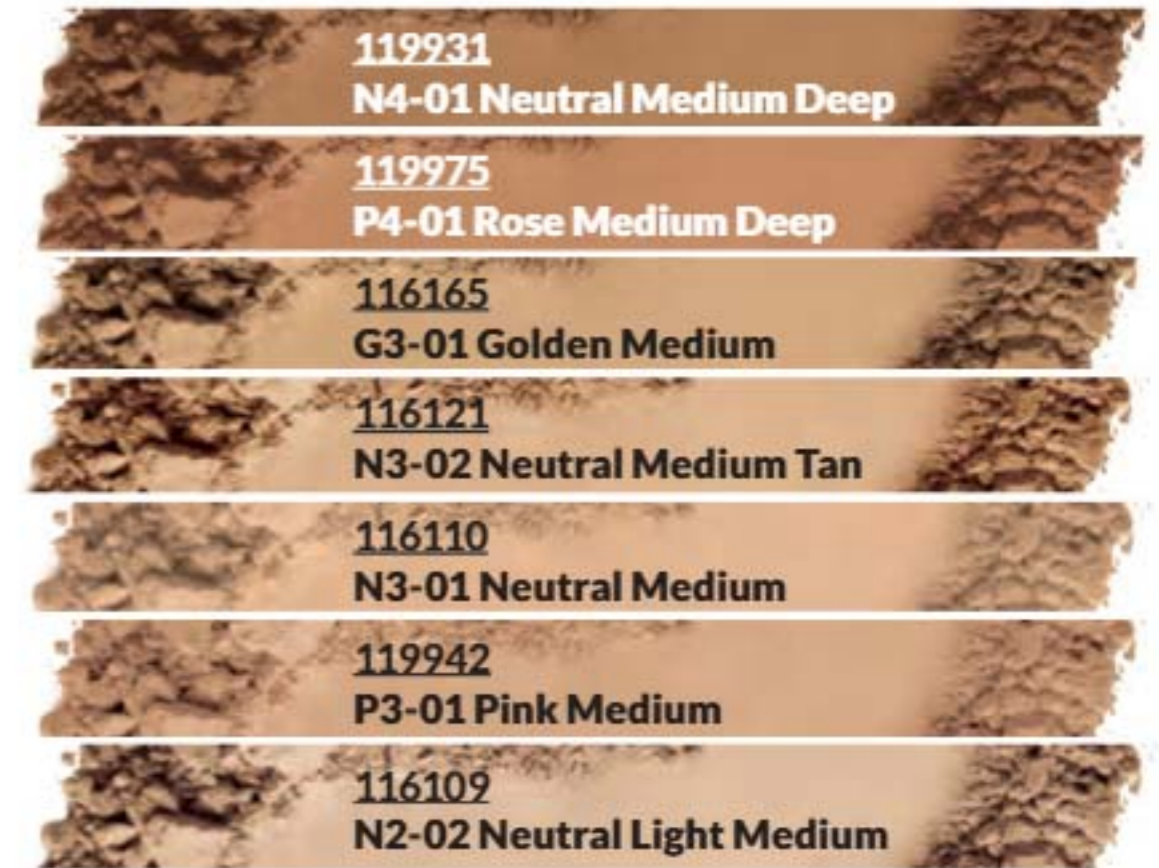 119931
N4-01 Neutral Medium Deep
119975
P4-01 Rose Medium Deep
116165
G3-01 Golden Medium
116121
N3-02 Neutral Medium Tan
116110
N3-01 Neutral Medium
119942
P3-01 Pink Medium
116109
N2-02 Neutral Light Medium